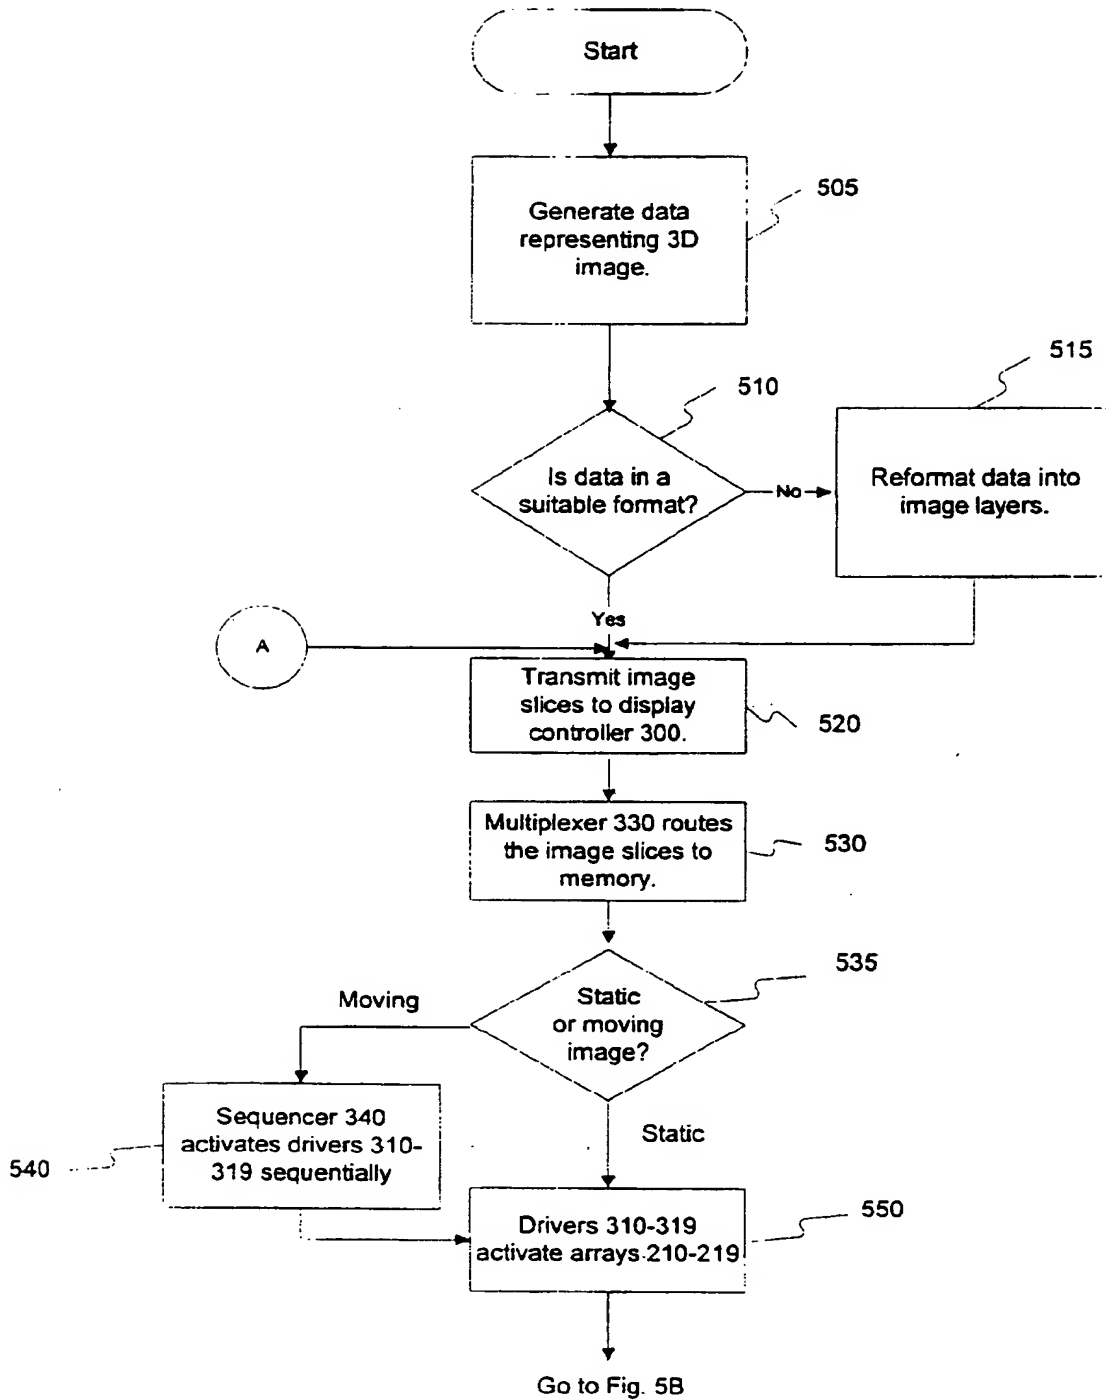 Start
505
Generate data
representing 3D
image.
515
510
Is data in a
suitable format?
No
Reformat data into
image layers.
Yes
A
Transmit image
slices to display
controller 300.
520
Multiplexer 330 routes
the image slices to
memory.
530
535
Moving
Static
or moving
image?
Sequencer 340
activates drivers 310-
319 sequentially
Static
540
550
Drivers 310-319
activate arrays 210-219
Go to Fig. 5B